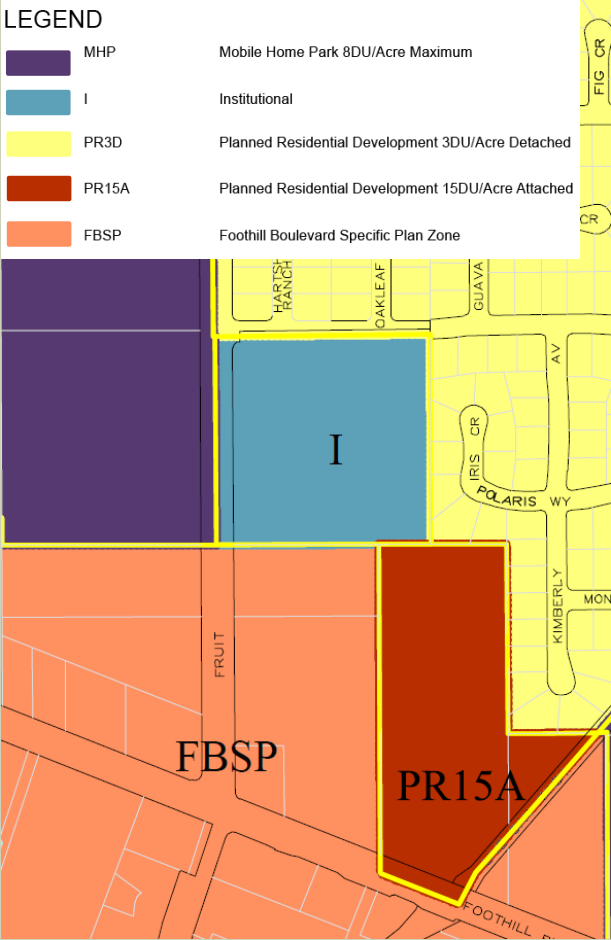 LEGEND
MHP Mobile Home Park 8DU/Acre Maximum
I Institutional
PR3D Planned Residential Development 3DU/Acre Detached
PR15A Planned Residential Development 15DU/Acre Attached
FBSP Foothill Boulevard Specific Plan Zone
FIG CR
CR
RANCH
OAKLEAF
GUAVA
AV
I
IRIS CR
POLARIS WY
KIMBERLY
MON
FRUIT
FBSP
PR15A
FOOTHILL